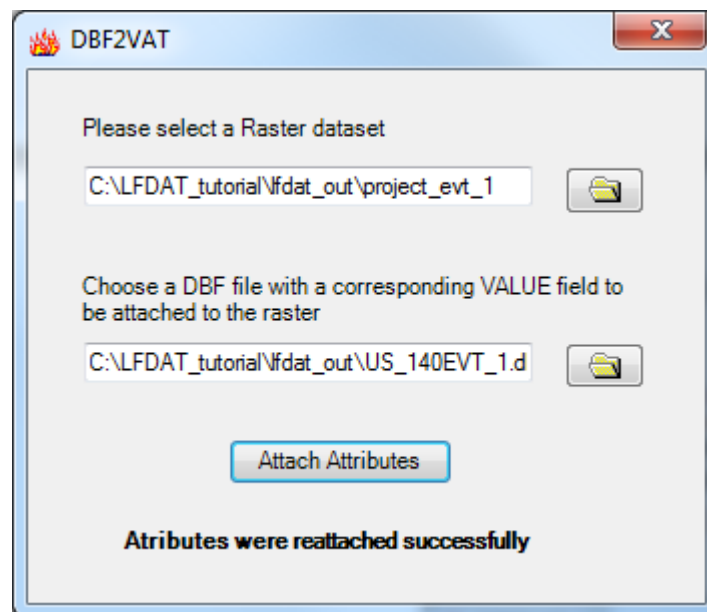 DBF2VAT
Please select a Raster dataset
C:\LFDAT_tutorial\lfdat_out\project_evt_1
Choose a DBF file with a corresponding VALUE field to
be attached to the raster
C:\LFDAT_tutorial\lfdat_out\US_140EVT_1.d
Attach Attributes
Atributes were reattached successfully